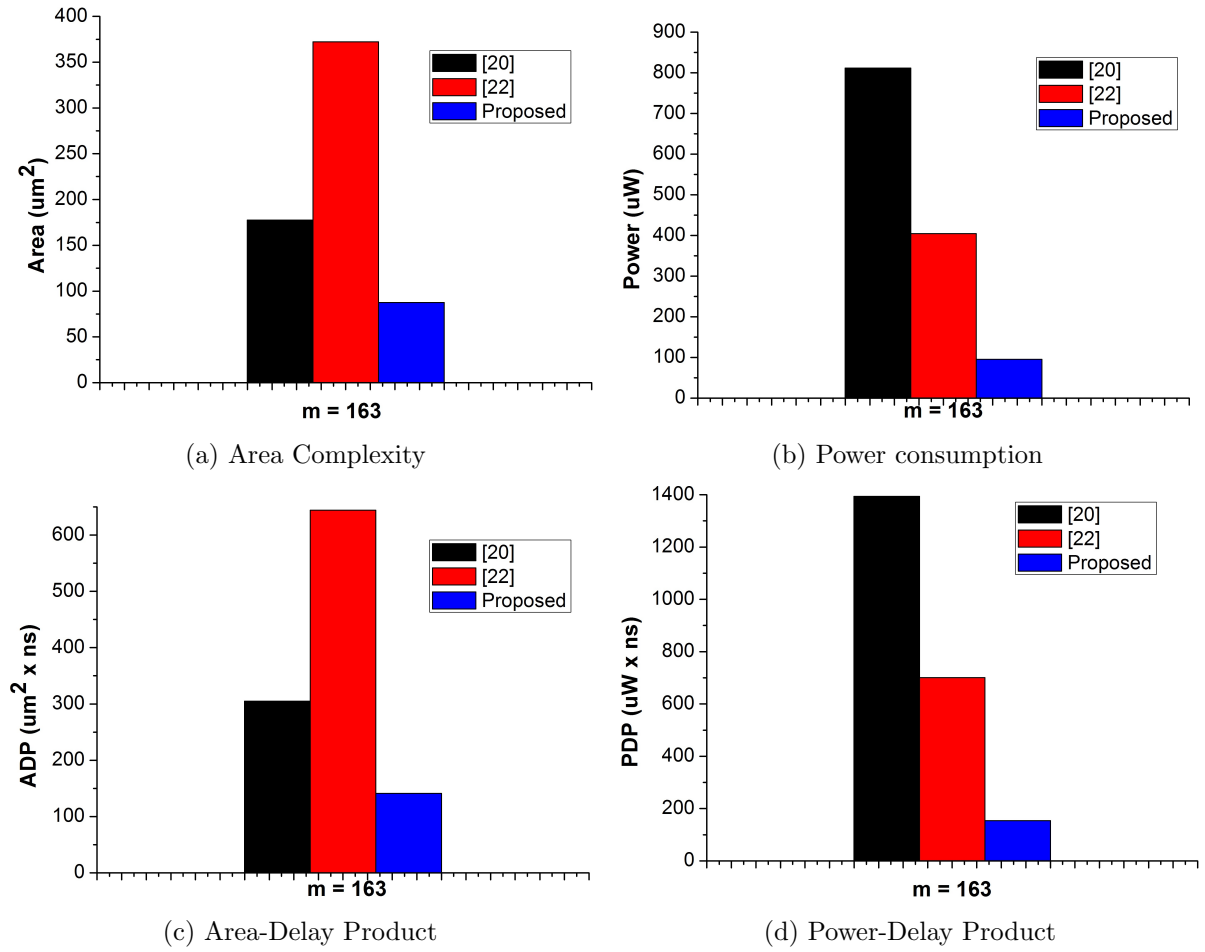 400
350
300
250
200
150
100
50
0
Area (um²)
[20]
[22]
Proposed
m = 163
(a) Area Complexity
900
800
700
600
500
400
300
200
100
0
Power (uW)
[20]
[22]
Proposed
m = 163
(b) Power consumption
600
500
400
300
200
100
0
ADP (um² x ns)
[20]
[22]
Proposed
m = 163
(c) Area-Delay Product
1400
1200
1000
800
600
400
200
0
PDP (uW x ns)
[20]
[22]
Proposed
m = 163
(d) Power-Delay Product